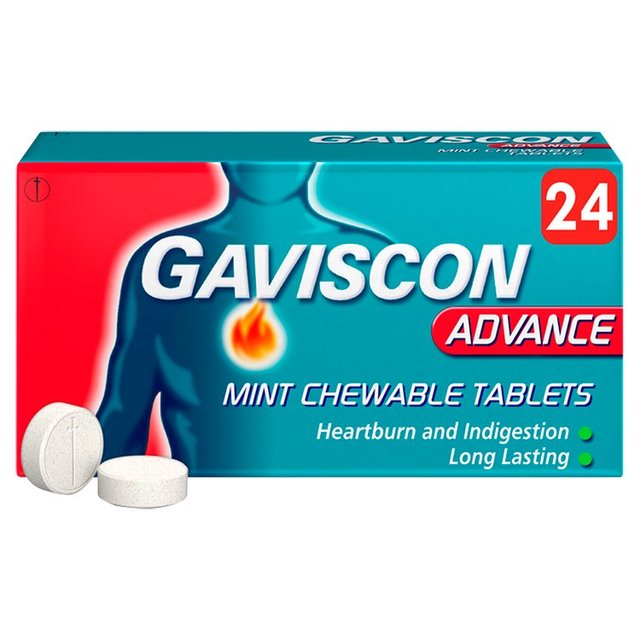 GAVISCON
ADVANCE
MINT CHEWABLE
TABLETS
24
GAVISCON
ADVANCE
MINT CHEWABLE TABLETS
Heartburn and Indigestion
Long Lasting